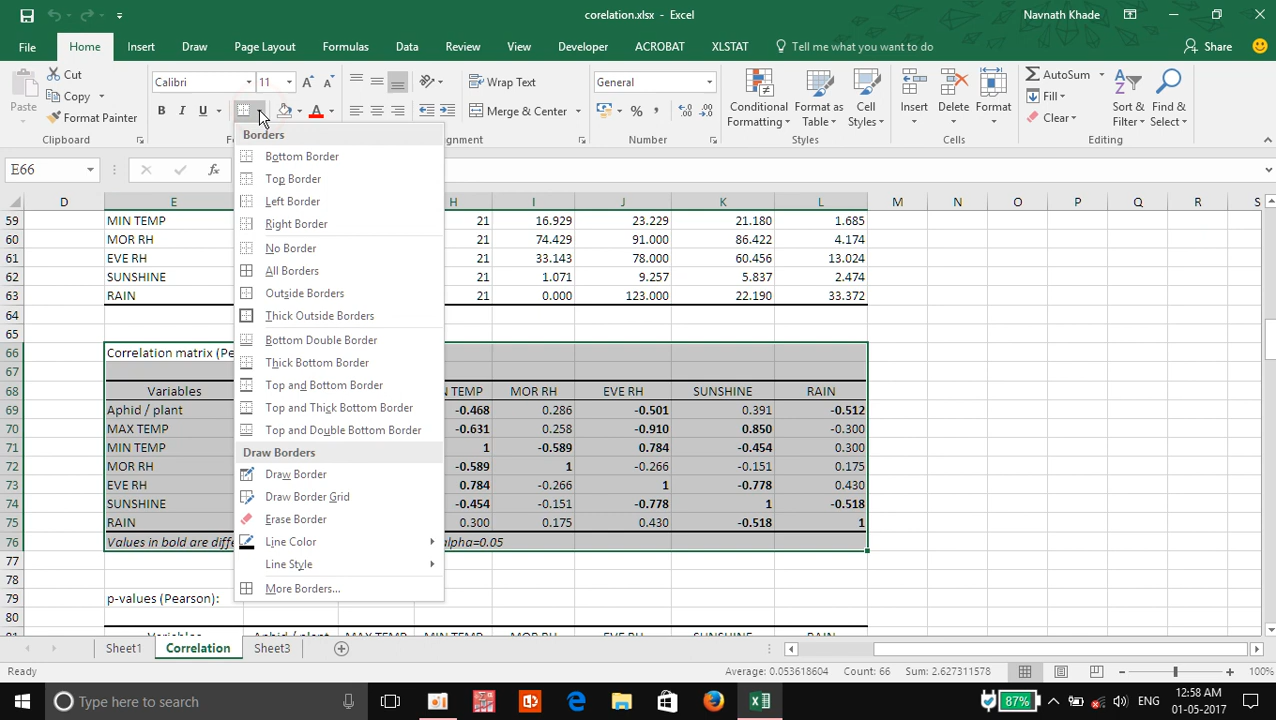 corelation.xlsx - Excel
Navnath Khade
File Home Insert Draw Page Layout Formulas Data Review View Developer ACROBAT XLSTAT Tell me what you want to do Share
Paste
Cut
Copy
Format Painter
Clipboard
Calibri 11
B I U
Wrap Text
Merge & Center
General
% ,
Number
Conditional Formatting
Format as Table
Cell Styles
Styles
Insert Delete Format
Cells
AutoSum
Fill
Clear
Sort & Filter
Find & Select
Editing
E66
fx
Borders
Bottom Border
Top Border
Left Border
Right Border
No Border
All Borders
Outside Borders
Thick Outside Borders
Bottom Double Border
Thick Bottom Border
Top and Bottom Border
Top and Thick Bottom Border
Top and Double Bottom Border
Draw Borders
Draw Border
Draw Border Grid
Erase Border
Line Color
Line Style
More Borders...
D E H I J K L M N O P Q R S
59 MIN TEMP 21 16.929 23.229 21.180 1.685
60 MOR RH 21 74.429 91.000 86.422 4.174
61 EVE RH 21 33.143 78.000 60.456 13.024
62 SUNSHINE 21 1.071 9.257 5.837 2.474
63 RAIN 21 0.000 123.000 22.190 33.372
64
65
66 Correlation matrix (Pe
67
68 Variables N TEMP MOR RH EVE RH SUNSHINE RAIN
69 Aphid / plant -0.468 0.286 -0.501 0.391 -0.512
70 MAX TEMP -0.631 0.258 -0.910 0.850 -0.300
71 MIN TEMP 1 -0.589 0.784 -0.454 0.300
72 MOR RH -0.589 1 -0.266 -0.151 0.175
73 EVE RH 0.784 -0.266 1 -0.778 0.430
74 SUNSHINE -0.454 -0.151 -0.778 1 -0.518
75 RAIN 0.300 0.175 0.430 -0.518 1
76 Values in bold are diffe alpha=0.05
77
78
79 p-values (Pearson):
80
Sheet1 Correlation Sheet3
Ready
Average: 0.053618604 Count: 66 Sum: 2.627311578
100%
Type here to search
87%
ENG
12:58 AM
01-05-2017